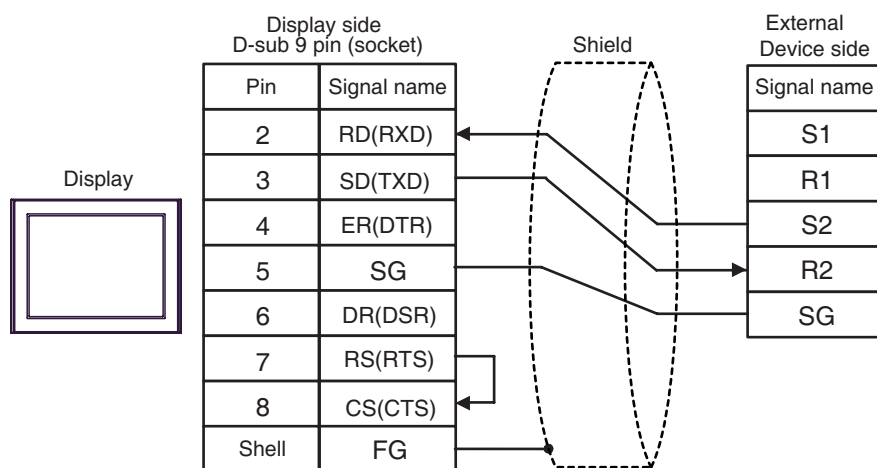 Display side
D-sub 9 pin (socket)
Shield
External
Device side
Pin Signal name
Signal name
2 RD(RXD)
S1
3 SD(TXD)
R1
Display
4 ER(DTR)
S2
5 SG
R2
6 DR(DSR)
SG
7 RS(RTS)
8 CS(CTS)
Shell FG